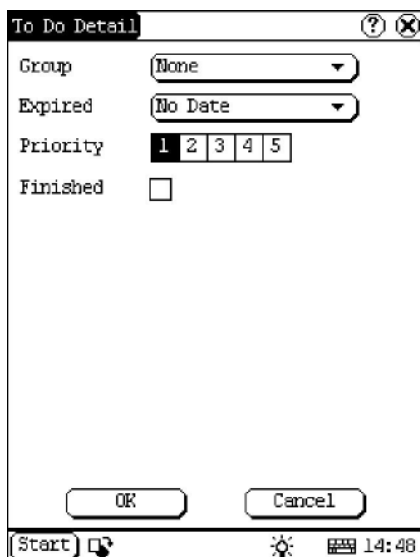 To Do Detail ?
Group None
Expired No Date
Priority 1 2 3 4 5
Finished
OK Cancel
Start 14:48